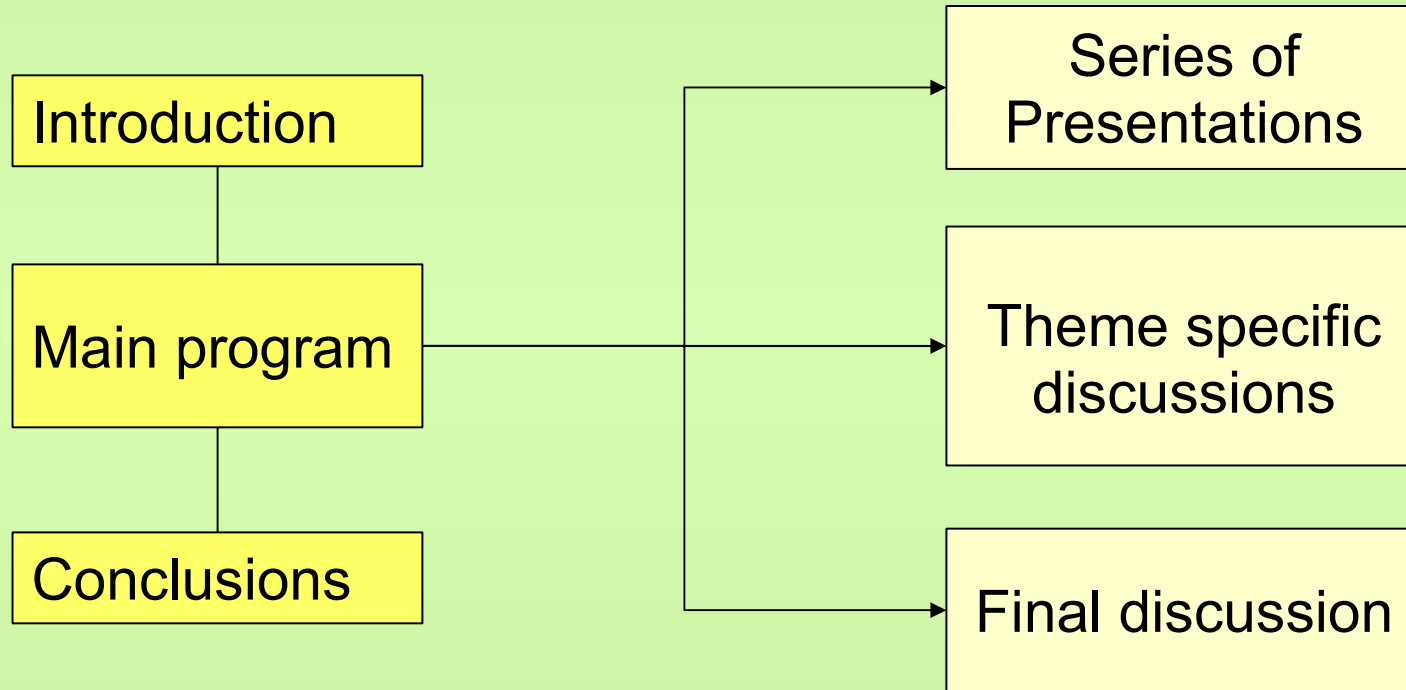 Introduction
Main program
Conclusions
Series of
Presentations
Theme specific
discussions
Final discussion